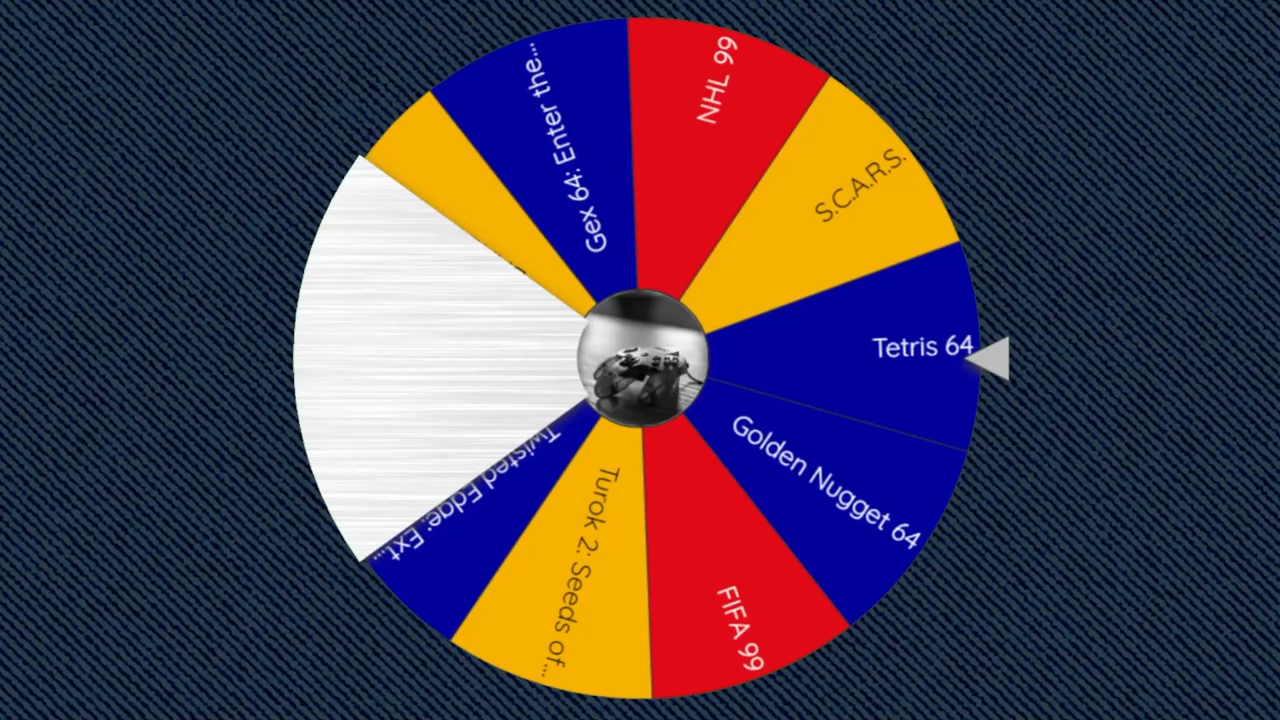 Gex 64: Enter the...
NHL 99
S.C.A.R.S.
Tetris 64
Golden Nugget 64
FIFA 99
Turok 2: Seeds of...
Twisted Edge: Ext...